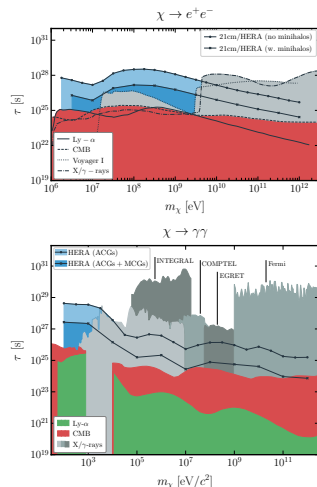 χ → e⁺e⁻
10³¹
10²⁸
10²⁵
10²²
10¹⁹
τ [s]
21cm/HERA (no minihalos)
21cm/HERA (w. minihalos)
Ly − α
CMB
Voyager I
X/γ − rays
10⁶ 10⁷ 10⁸ 10⁹ 10¹⁰ 10¹¹ 10¹²
mχ [eV]
χ → γγ
HERA (ACGs)
HERA (ACGs + MCGs)
INTEGRAL
COMPTEL
EGRET
Fermi
10³¹
10²⁹
10²⁷
10²⁵
10²³
10²¹
10¹⁹
τ [s]
Ly-α
CMB
X/γ-rays
10³ 10⁵ 10⁷ 10⁹ 10¹¹
mχ [eV/c²]